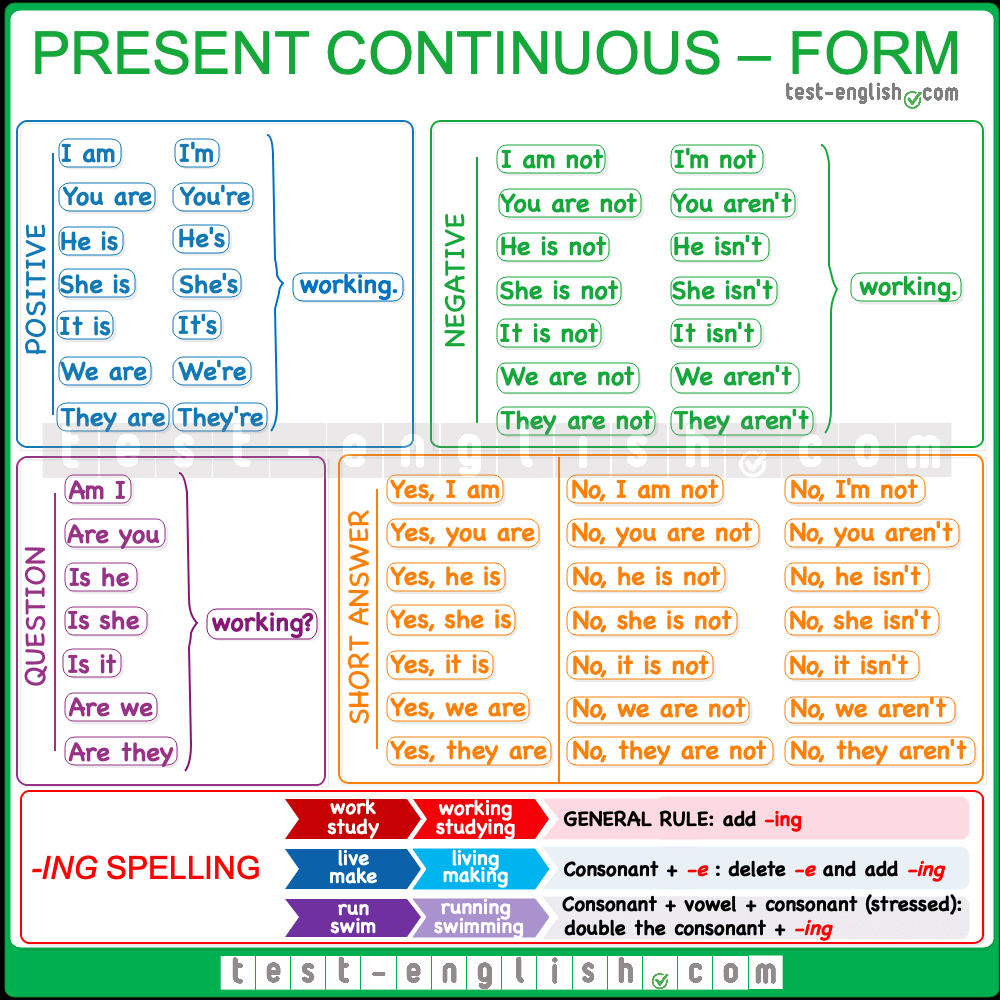 PRESENT CONTINUOUS – FORM
test-english.com
POSITIVE
I am I'm
You are You're
He is He's
She is She's
It is It's
We are We're
They are They're
working.
NEGATIVE
I am not I'm not
You are not You aren't
He is not He isn't
She is not She isn't
It is not It isn't
We are not We aren't
They are not They aren't
working.
test-english.com
QUESTION
Am I
Are you
Is he
Is she
Is it
Are we
Are they
working?
SHORT ANSWER
Yes, I am No, I am not No, I'm not
Yes, you are No, you are not No, you aren't
Yes, he is No, he is not No, he isn't
Yes, she is No, she is not No, she isn't
Yes, it is No, it is not No, it isn't
Yes, we are No, we are not No, we aren't
Yes, they are No, they are not No, they aren't
-ING SPELLING
work working
study studying
GENERAL RULE: add -ing
live living
make making
Consonant + -e : delete -e and add -ing
run running
swim swimming
Consonant + vowel + consonant (stressed):
double the consonant + -ing
test-english.com